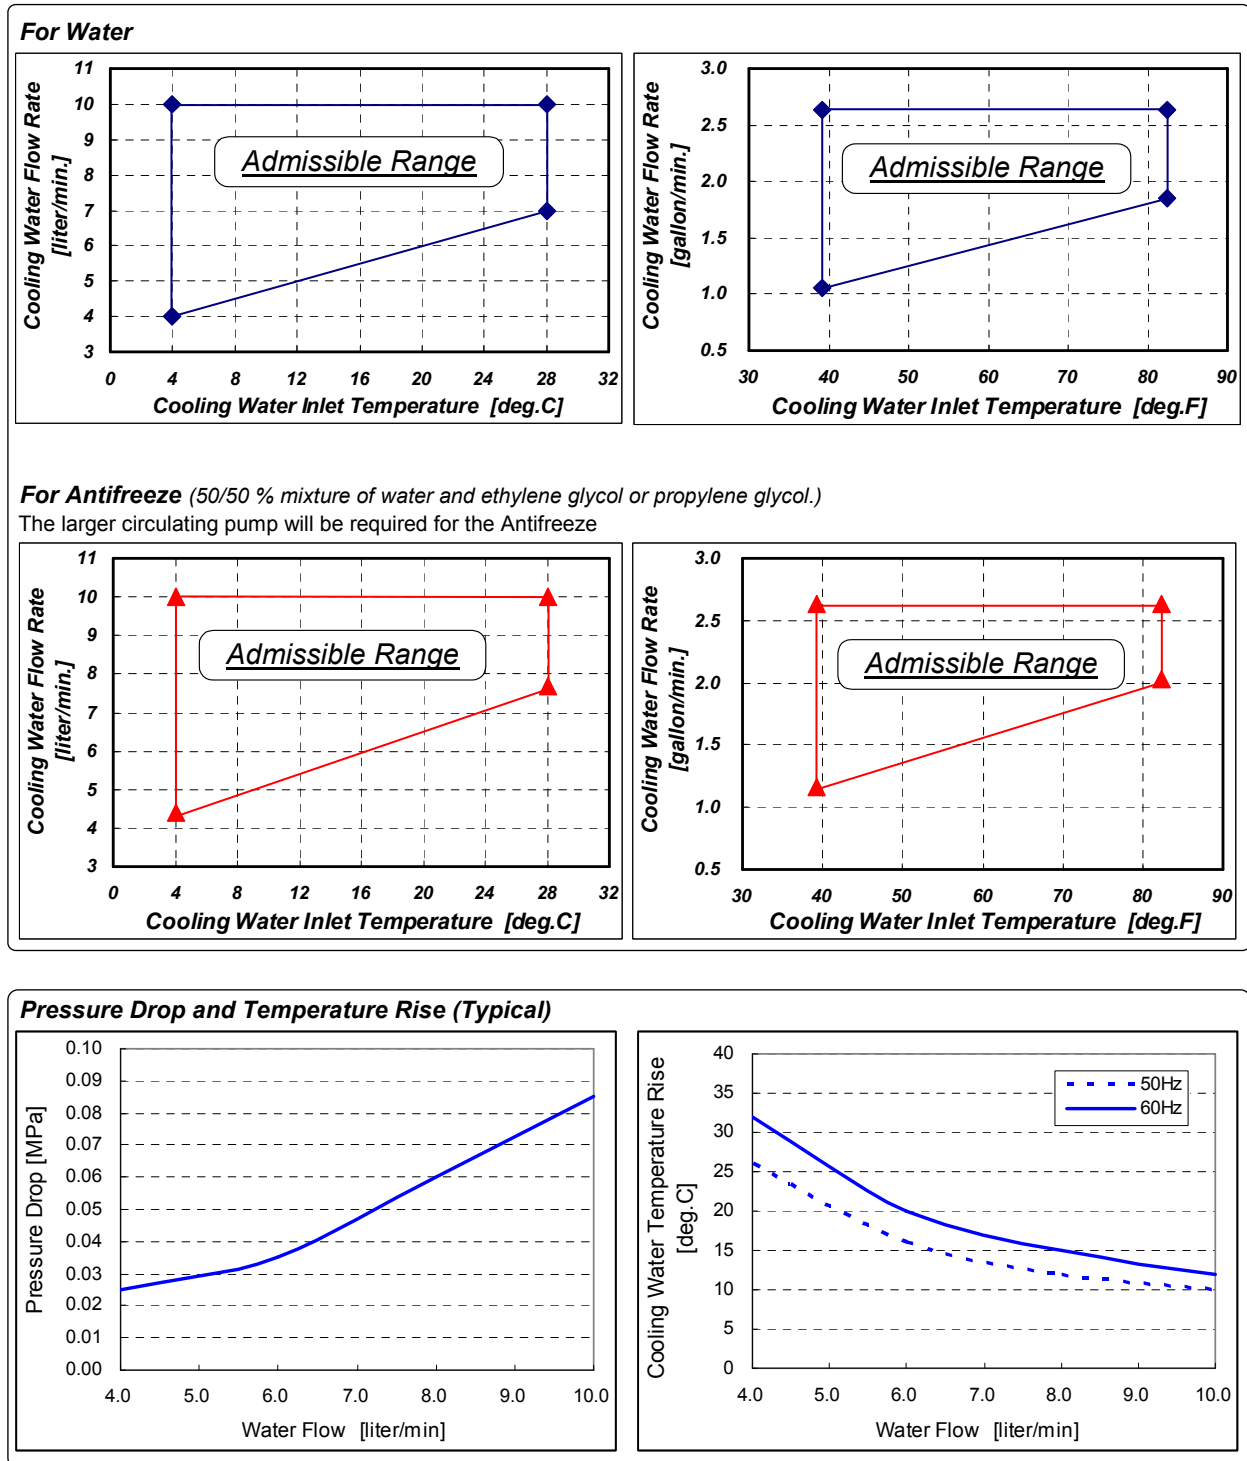 For Water
Cooling Water Flow Rate
[liter/min.]
11
10
9
8
7
6
5
4
3
Admissible Range
0 4 8 12 16 20 24 28 32
Cooling Water Inlet Temperature [deg.C]
Cooling Water Flow Rate
[gallon/min.]
3.0
2.5
2.0
1.5
1.0
0.5
Admissible Range
30 40 50 60 70 80 90
Cooling Water Inlet Temperature [deg.F]
For Antifreeze (50/50 % mixture of water and ethylene glycol or propylene glycol.)
The larger circulating pump will be required for the Antifreeze
Cooling Water Flow Rate
[liter/min.]
11
10
9
8
7
6
5
4
3
Admissible Range
0 4 8 12 16 20 24 28 32
Cooling Water Inlet Temperature [deg.C]
Cooling Water Flow Rate
[gallon/min.]
3.0
2.5
2.0
1.5
1.0
0.5
Admissible Range
30 40 50 60 70 80 90
Cooling Water Inlet Temperature [deg.F]
Pressure Drop and Temperature Rise (Typical)
Pressure Drop [MPa]
0.10
0.09
0.08
0.07
0.06
0.05
0.04
0.03
0.02
0.01
0.00
4.0 5.0 6.0 7.0 8.0 9.0 10.0
Water Flow [liter/min]
Cooling Water Temperature Rise
[deg.C]
40
35
30
25
20
15
10
5
0
50Hz
60Hz
4.0 5.0 6.0 7.0 8.0 9.0 10.0
Water Flow [liter/min]